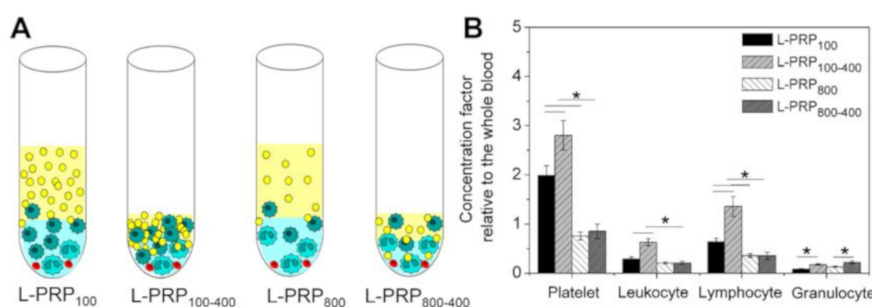 A
L-PRP100
L-PRP100-400
L-PRP800
L-PRP800-400
B
Concentration factor
relative to the whole blood
5
4
3
2
1
0
L-PRP100
L-PRP100-400
L-PRP800
L-PRP800-400
*
*
*
* *
Platelet Leukocyte Lymphocyte Granulocyte